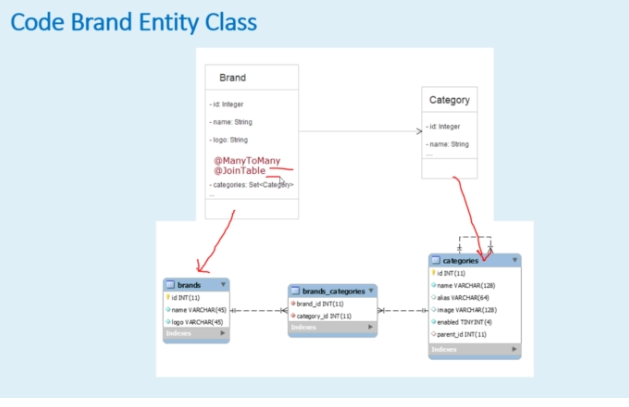 Code Brand Entity Class
Brand
- id: Integer
- name: String
- logo: String
@ManyToMany
@JoinTable
- categories: Set<Category>
...
Category
- id: Integer
- name: String
...
brands
id INT(11)
name VARCHAR(45)
logo VARCHAR(45)
Indexes
brands_categories
brand_id INT(11)
category_id INT(11)
Indexes
categories
id INT(11)
name VARCHAR(128)
alias VARCHAR(64)
image VARCHAR(128)
enabled TINYINT(4)
parent_id INT(11)
Indexes